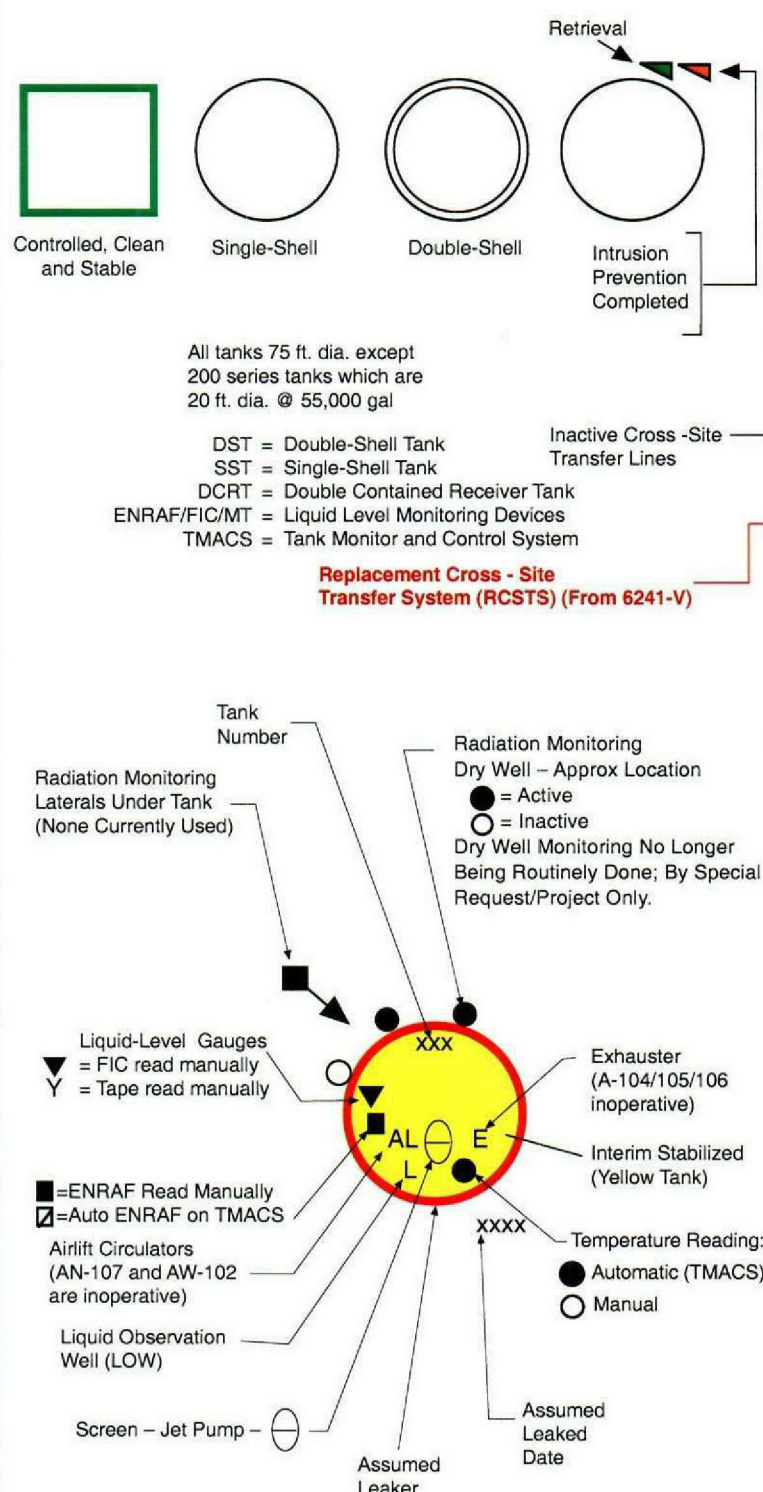 Retrieval
Controlled, Clean
and Stable
Single-Shell
Double-Shell
Intrusion
Prevention
Completed
All tanks 75 ft. dia. except
200 series tanks which are
20 ft. dia. @ 55,000 gal
DST = Double-Shell Tank
SST = Single-Shell Tank
DCRT = Double Contained Receiver Tank
ENRAF/FIC/MT = Liquid Level Monitoring Devices
TMACS = Tank Monitor and Control System
Inactive Cross -Site
Transfer Lines
Replacement Cross - Site
Transfer System (RCSTS) (From 6241-V)
Tank
Number
Radiation Monitoring
Laterals Under Tank
(None Currently Used)
Radiation Monitoring
Dry Well – Approx Location
= Active
= Inactive
Dry Well Monitoring No Longer
Being Routinely Done; By Special
Request/Project Only.
Liquid-Level Gauges
= FIC read manually
Y = Tape read manually
xxx
AL
E
L
Exhauster
(A-104/105/106
inoperative)
Interim Stabilized
(Yellow Tank)
=ENRAF Read Manually
=Auto ENRAF on TMACS
xxxx
Temperature Reading:
Automatic (TMACS)
Manual
Airlift Circulators
(AN-107 and AW-102
are inoperative)
Liquid Observation
Well (LOW)
Screen – Jet Pump –
Assumed
Leaker
Assumed
Leaked
Date